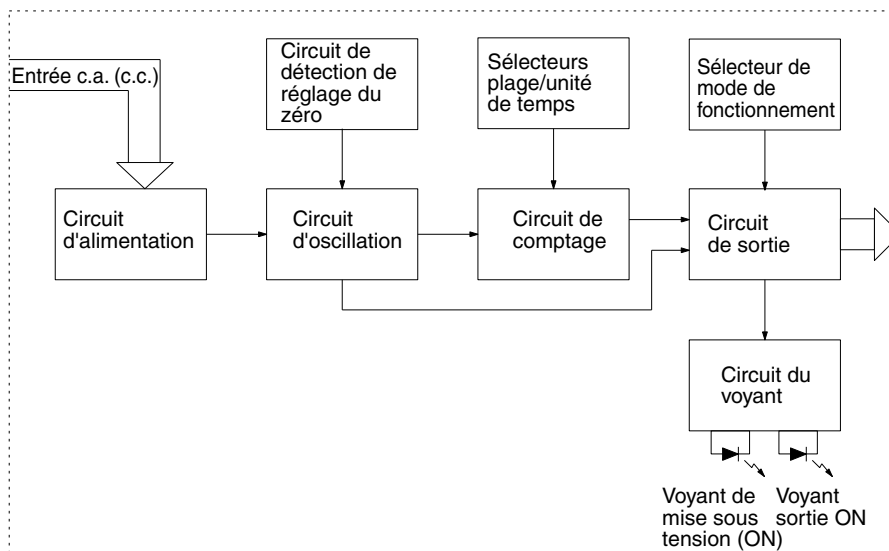 Entrée c.a. (c.c.)
Circuit de
détection de
réglage du
zéro
Sélecteurs
plage/unité
de temps
Sélecteur de
mode de
fonctionnement
Circuit
d'alimentation
Circuit
d'oscillation
Circuit de
comptage
Circuit
de sortie
Circuit du
voyant
Voyant de
mise sous
tension (ON)
Voyant
sortie ON